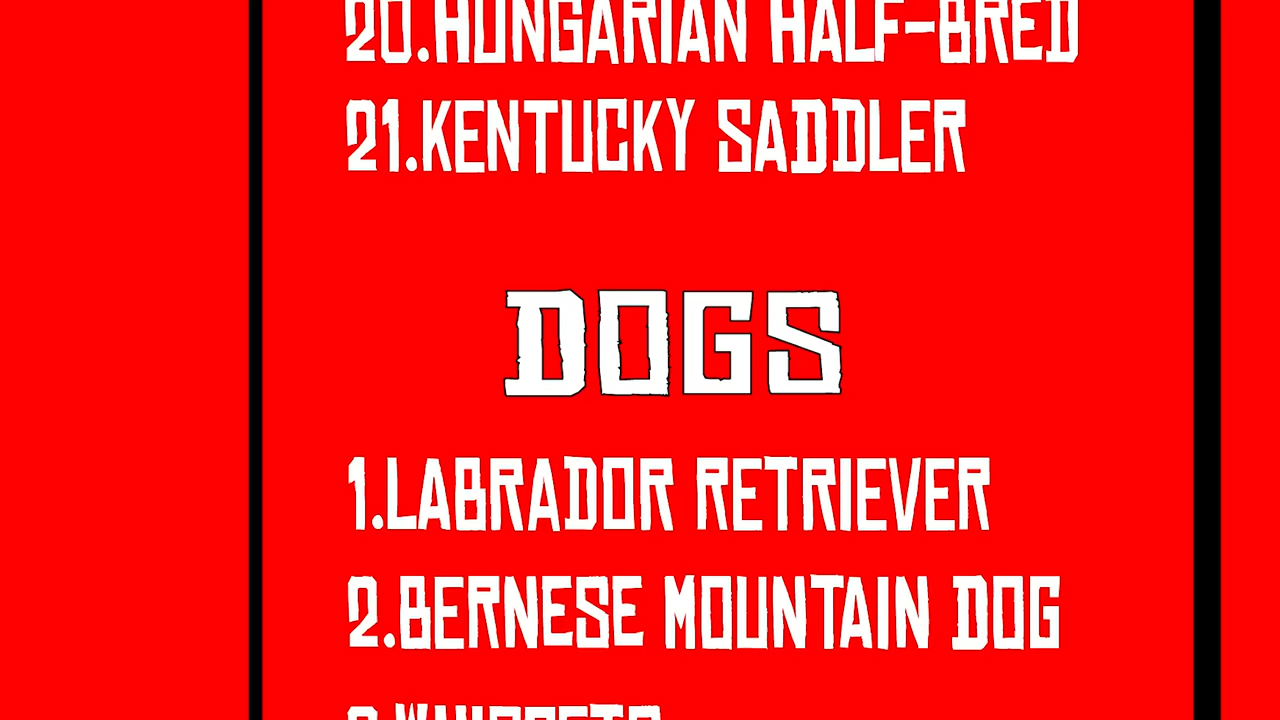 20.HUNGARIAN HALF-BRED
21.KENTUCKY SADDLER
DOGS
1.LABRADOR RETRIEVER
2.BERNESE MOUNTAIN DOG